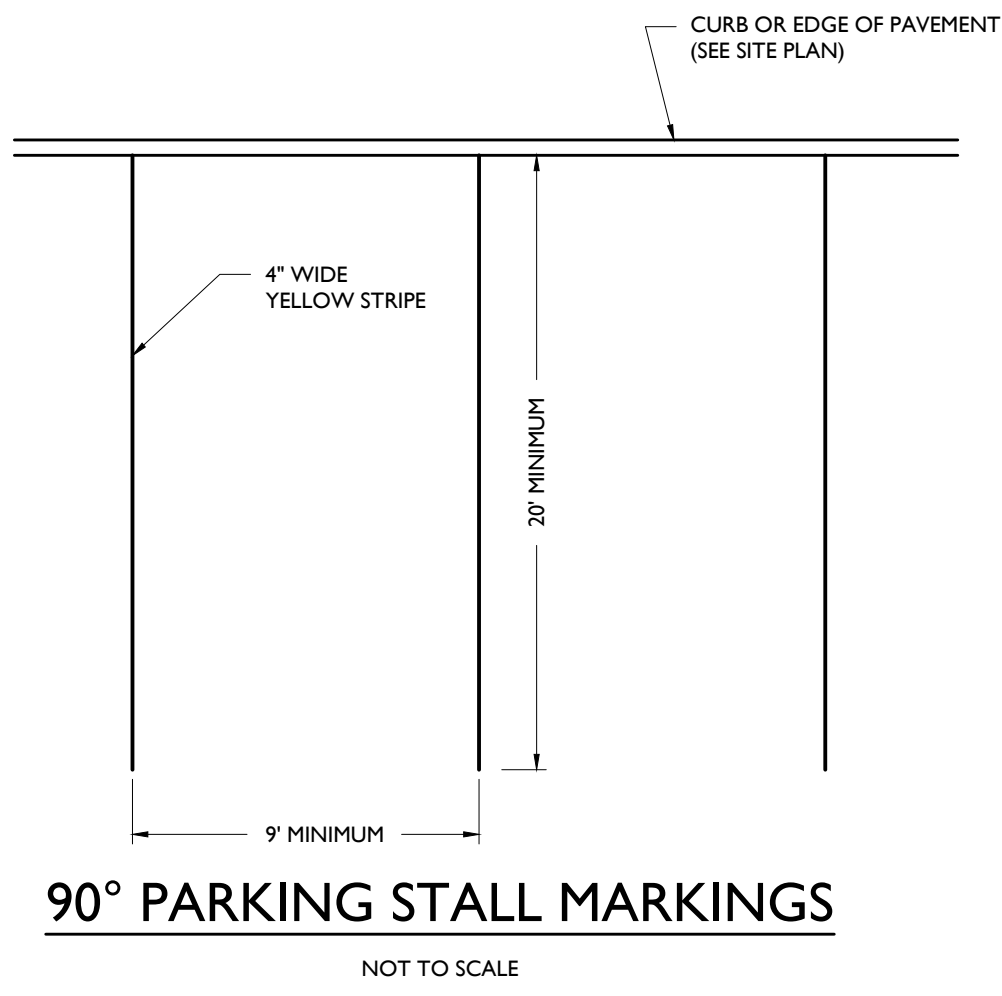 CURB OR EDGE OF PAVEMENT
(SEE SITE PLAN)
4" WIDE
YELLOW STRIPE
20' MINIMUM
9' MINIMUM
90° PARKING STALL MARKINGS
NOT TO SCALE